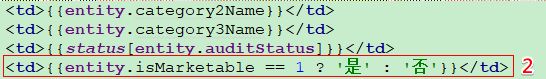 <td>{{entity.category2Name}}</td>
<td>{{entity.category3Name}}</td>
<td>{{status[entity.auditStatus]}}</td>
<td>{{entity.isMarketable == 1 ? '是' : '否'}}</td> 2